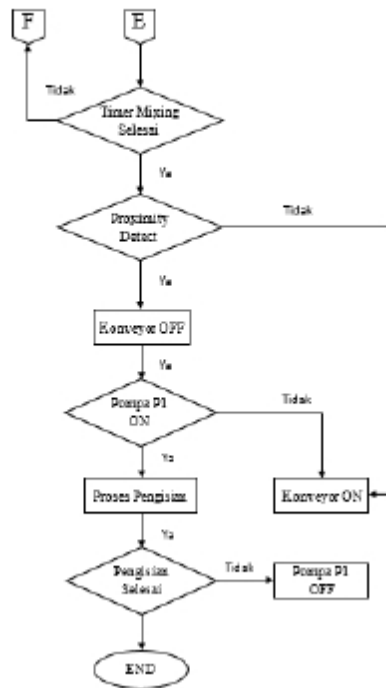 F
E
Tidak
Timer Mixing
Selesai
Ya
Proximity
Detect
Tidak
Ya
Konveyor OFF
Ya
Pompa P1
ON
Tidak
Ya
Proses Pengisian
Konveyor ON
Ya
Pengisian
Selesai
Tidak
Pompa P1
OFF
END